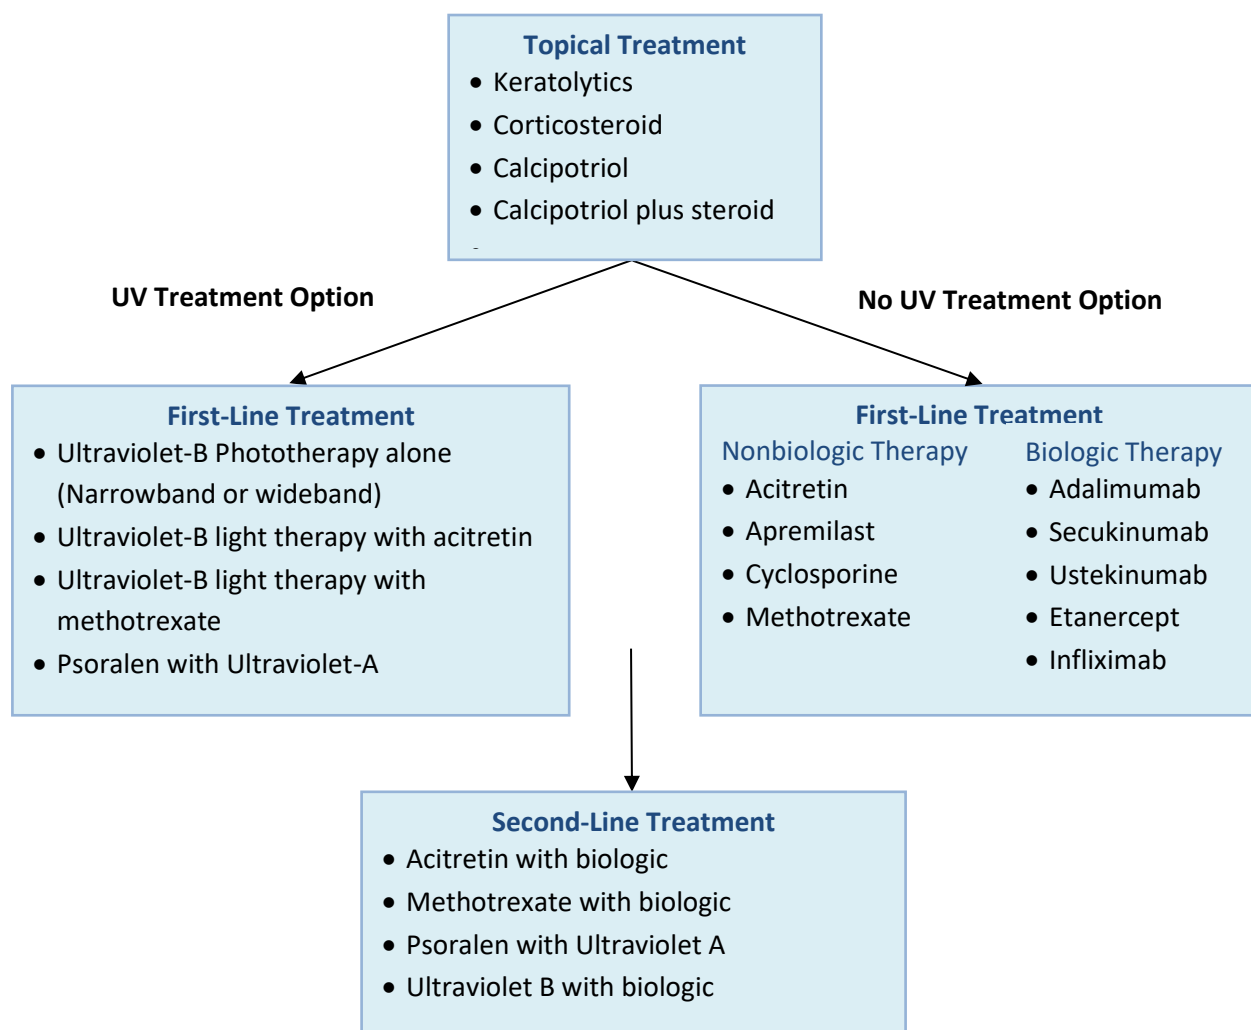 Topical Treatment
• Keratolytics
• Corticosteroid
• Calcipotriol
• Calcipotriol plus steroid
UV Treatment Option
No UV Treatment Option
First-Line Treatment
• Ultraviolet-B Phototherapy alone
(Narrowband or wideband)
• Ultraviolet-B light therapy with acitretin
• Ultraviolet-B light therapy with
methotrexate
• Psoralen with Ultraviolet-A
First-Line Treatment
Nonbiologic Therapy
• Acitretin
• Apremilast
• Cyclosporine
• Methotrexate
Biologic Therapy
• Adalimumab
• Secukinumab
• Ustekinumab
• Etanercept
• Infliximab
Second-Line Treatment
• Acitretin with biologic
• Methotrexate with biologic
• Psoralen with Ultraviolet A
• Ultraviolet B with biologic